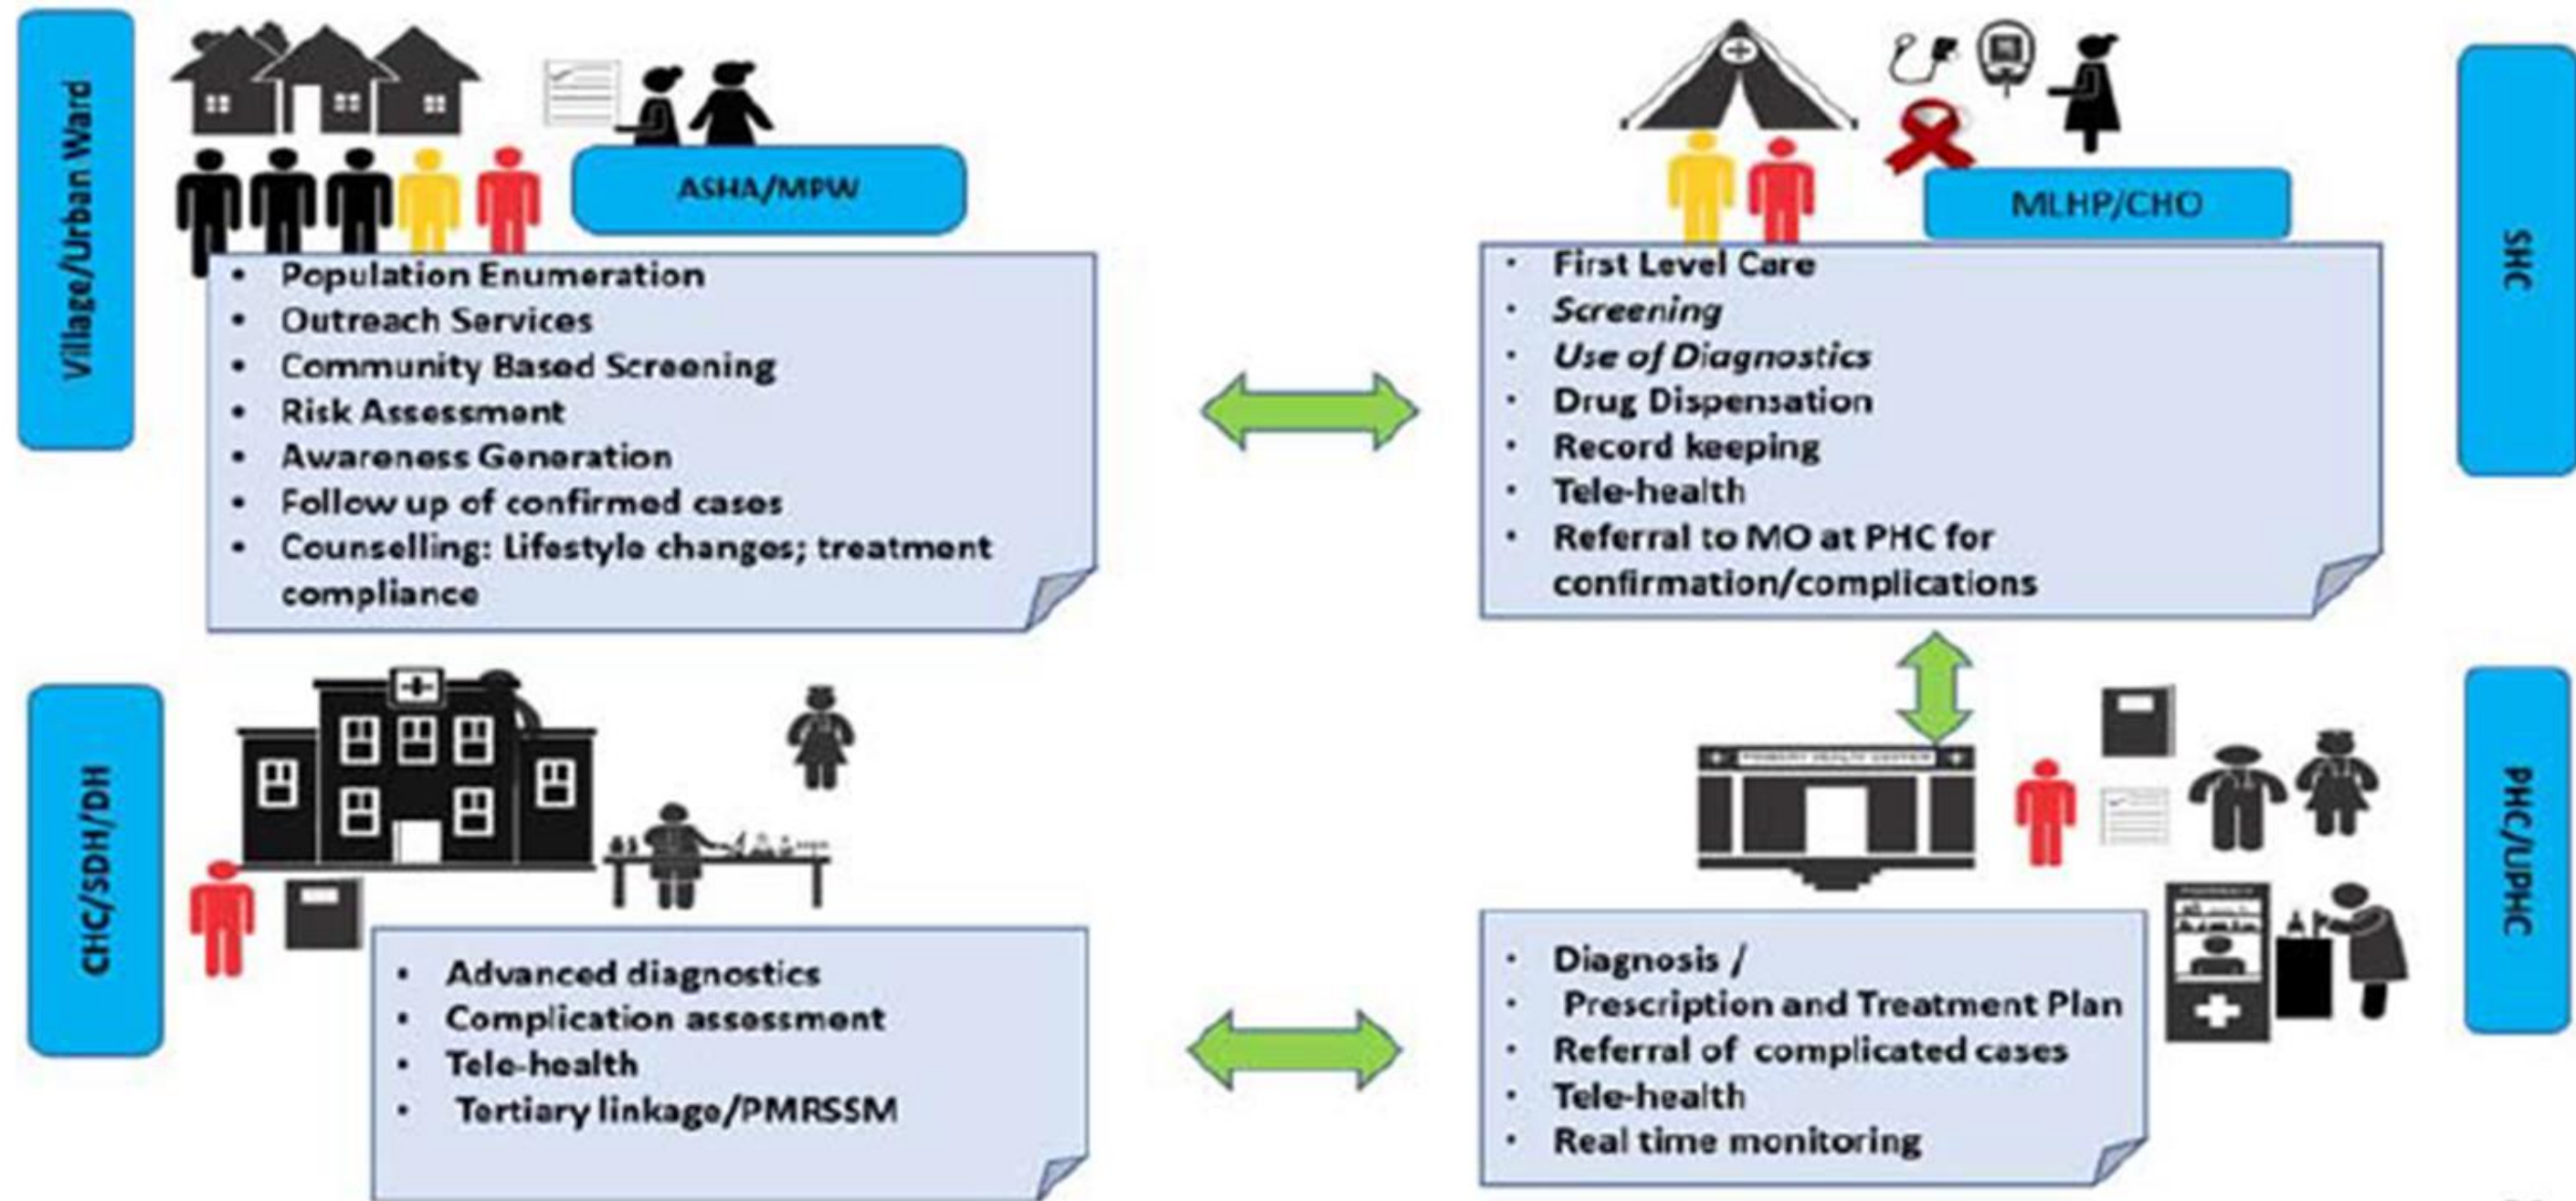 Village/Urban Ward
ASHA/MPW
• Population Enumeration
• Outreach Services
• Community Based Screening
• Risk Assessment
• Awareness Generation
• Follow up of confirmed cases
• Counselling: Lifestyle changes; treatment
compliance
MLHP/CHO
SHC
• First Level Care
• Screening
• Use of Diagnostics
• Drug Dispensation
• Record keeping
• Tele-health
• Referral to MO at PHC for
confirmation/complications
CHC/SDH/DH
• Advanced diagnostics
• Complication assessment
• Tele-health
• Tertiary linkage/PMRSSM
PRIMARY HEALTH CENTER
PHC/UPHC
PHARMACY
• Diagnosis /
• Prescription and Treatment Plan
• Referral of complicated cases
• Tele-health
• Real time monitoring